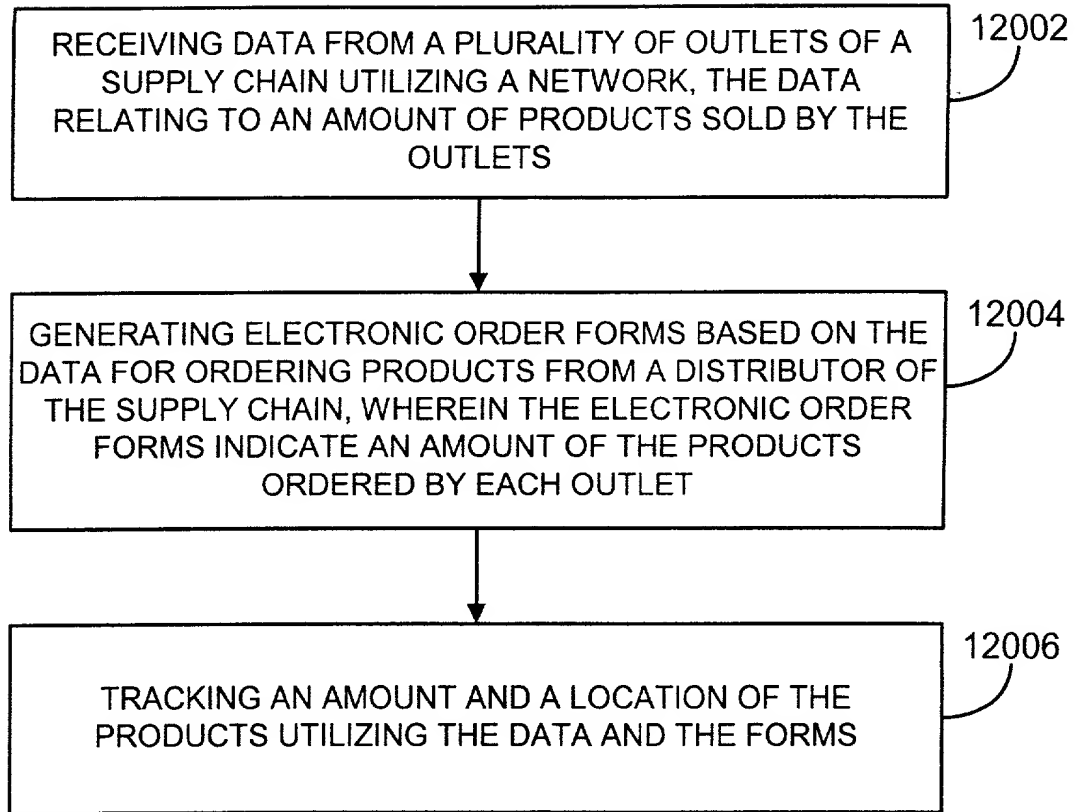 RECEIVING DATA FROM A PLURALITY OF OUTLETS OF A
SUPPLY CHAIN UTILIZING A NETWORK, THE DATA
RELATING TO AN AMOUNT OF PRODUCTS SOLD BY THE
OUTLETS
12002
GENERATING ELECTRONIC ORDER FORMS BASED ON THE
DATA FOR ORDERING PRODUCTS FROM A DISTRIBUTOR OF
THE SUPPLY CHAIN, WHEREIN THE ELECTRONIC ORDER
FORMS INDICATE AN AMOUNT OF THE PRODUCTS
ORDERED BY EACH OUTLET
12004
TRACKING AN AMOUNT AND A LOCATION OF THE
PRODUCTS UTILIZING THE DATA AND THE FORMS
12006